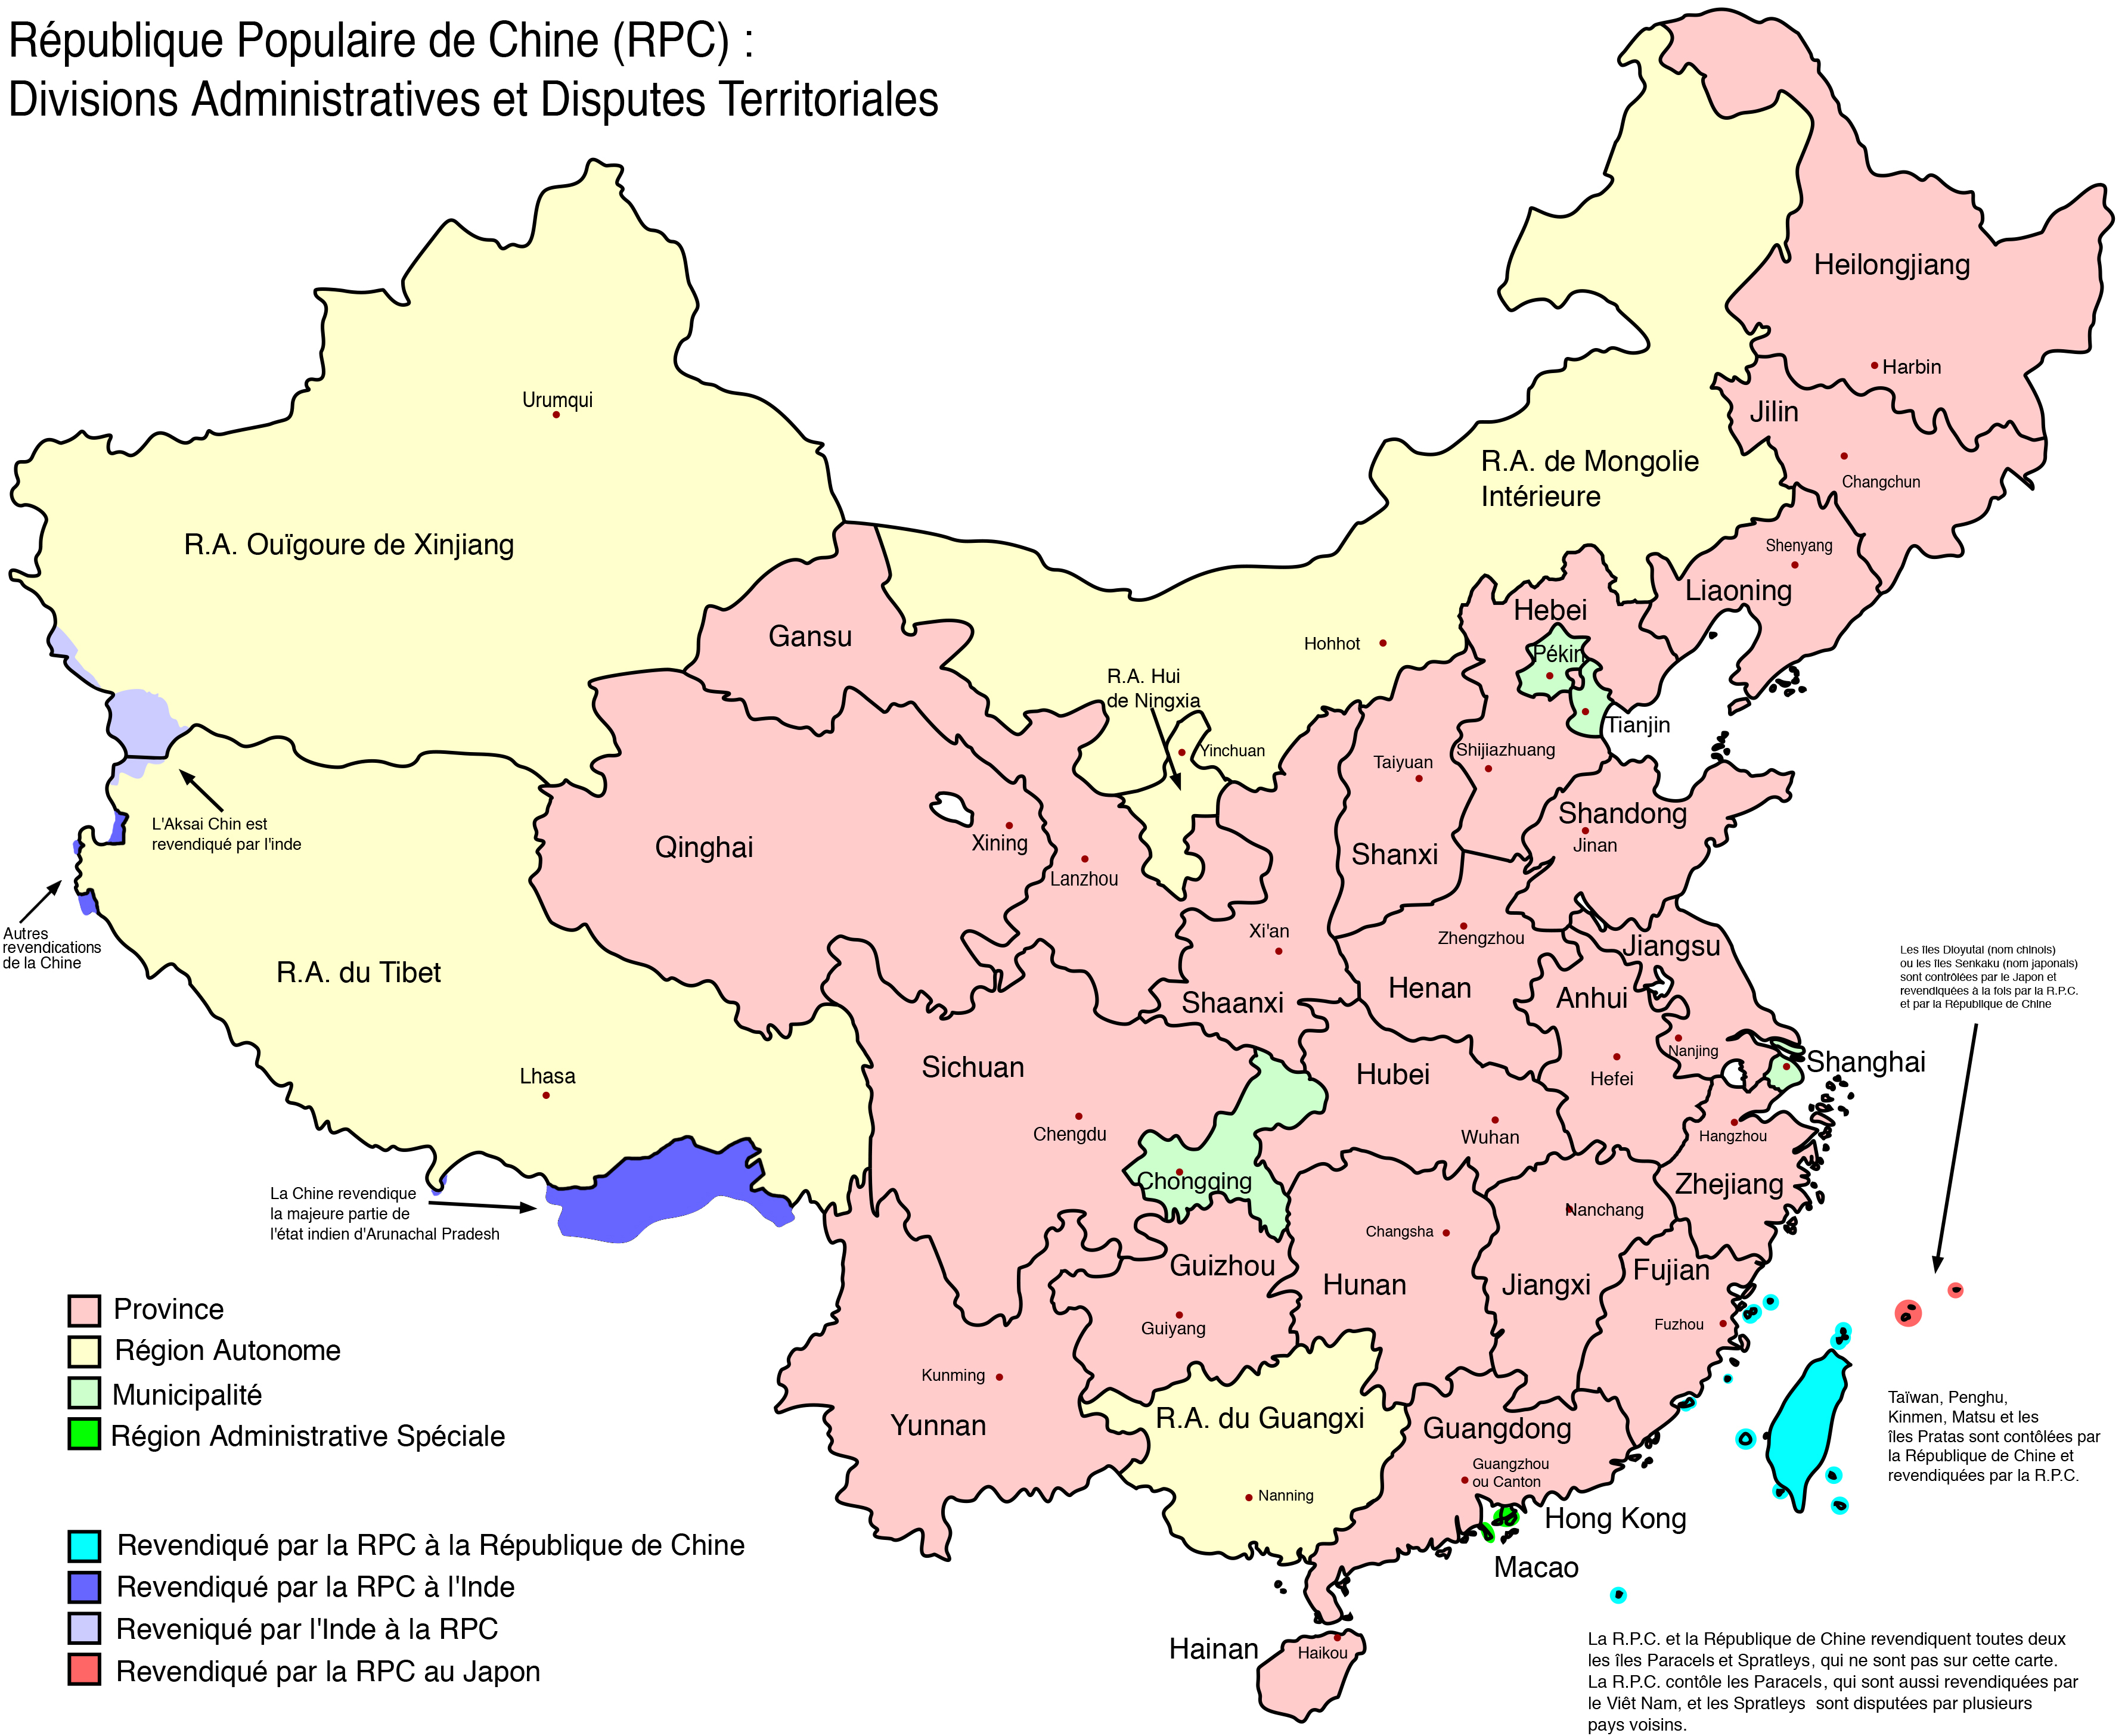 République Populaire de Chine (RPC) :
Divisions Administratives et Disputes Territoriales
Heilongjiang
Harbin
Jilin
Changchun
Urumqui
R.A. de Mongolie
Intérieure
R.A. Ouïgoure de Xinjiang
Shenyang
Liaoning
Hebei
Gansu
Hohhot
Pékin
R.A. Hui
de Ningxia
Tianjin
Yinchuan
Shijiazhuang
Taiyuan
L'Aksai Chin est
revendiqué par l'inde
Shandong
Jinan
Qinghai
Xining
Shanxi
Lanzhou
Autres
revendications
de la Chine
Xi'an
Zhengzhou
Jiangsu
Les îles Dioyutai (nom chinois)
ou les îles Senkaku (nom japonais)
sont contrôlées par le Japon et
revendiquées à la fois par la R.P.C.
et par la République de Chine
R.A. du Tibet
Henan
Anhui
Shaanxi
Nanjing
Shanghai
Sichuan
Hubei
Hefei
Lhasa
Chengdu
Wuhan
Hangzhou
Chongqing
Zhejiang
La Chine revendique
la majeure partie de
l'état indien d'Arunachal Pradesh
Nanchang
Changsha
Guizhou
Hunan
Jiangxi
Fujian
Guiyang
Fuzhou
Province
Région Autonome
Municipalité
Région Administrative Spéciale
Kunming
Yunnan
R.A. du Guangxi
Guangdong
Taïwan, Penghu,
Kinmen, Matsu et les
îles Pratas sont contôlées par
la République de Chine et
revendiquées par la R.P.C.
Guangzhou
ou Canton
Nanning
Hong Kong
Macao
Revendiqué par la RPC à la République de Chine
Revendiqué par la RPC à l'Inde
Reveniqué par l'Inde à la RPC
Revendiqué par la RPC au Japon
Hainan
Haikou
La R.P.C. et la République de Chine revendiquent toutes deux
les îles Paracels et Spratleys, qui ne sont pas sur cette carte.
La R.P.C. contôle les Paracels, qui sont aussi revendiquées par
le Viêt Nam, et les Spratleys sont disputées par plusieurs
pays voisins.